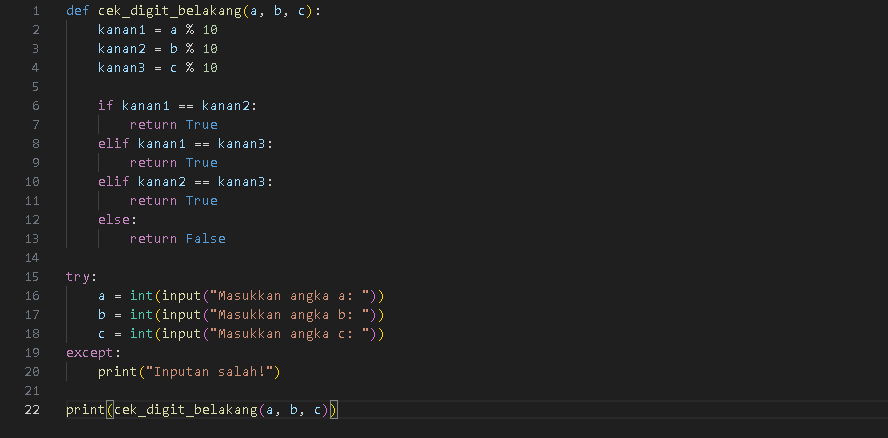 1 def cek_digit_belakang(a, b, c):
2     kanan1 = a % 10
3     kanan2 = b % 10
4     kanan3 = c % 10
5
6     if kanan1 == kanan2:
7         return True
8     elif kanan1 == kanan3:
9         return True
10     elif kanan2 == kanan3:
11         return True
12     else:
13         return False
14
15 try:
16     a = int(input("Masukkan angka a: "))
17     b = int(input("Masukkan angka b: "))
18     c = int(input("Masukkan angka c: "))
19 except:
20     print("Inputan salah!")
21
22 print(cek_digit_belakang(a, b, c))